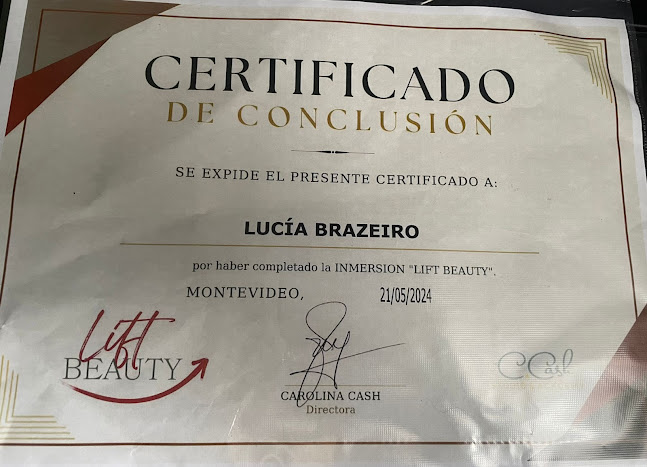 CERTIFICADO
DE CONCLUSIÓN
SE EXPIDE EL PRESENTE CERTIFICADO A:
LUCÍA BRAZEIRO
por haber completado la INMERSION "LIFT BEAUTY".
MONTEVIDEO, 21/05/2024
Lift
BEAUTY
CCash
CAROLINA CASH
Directora